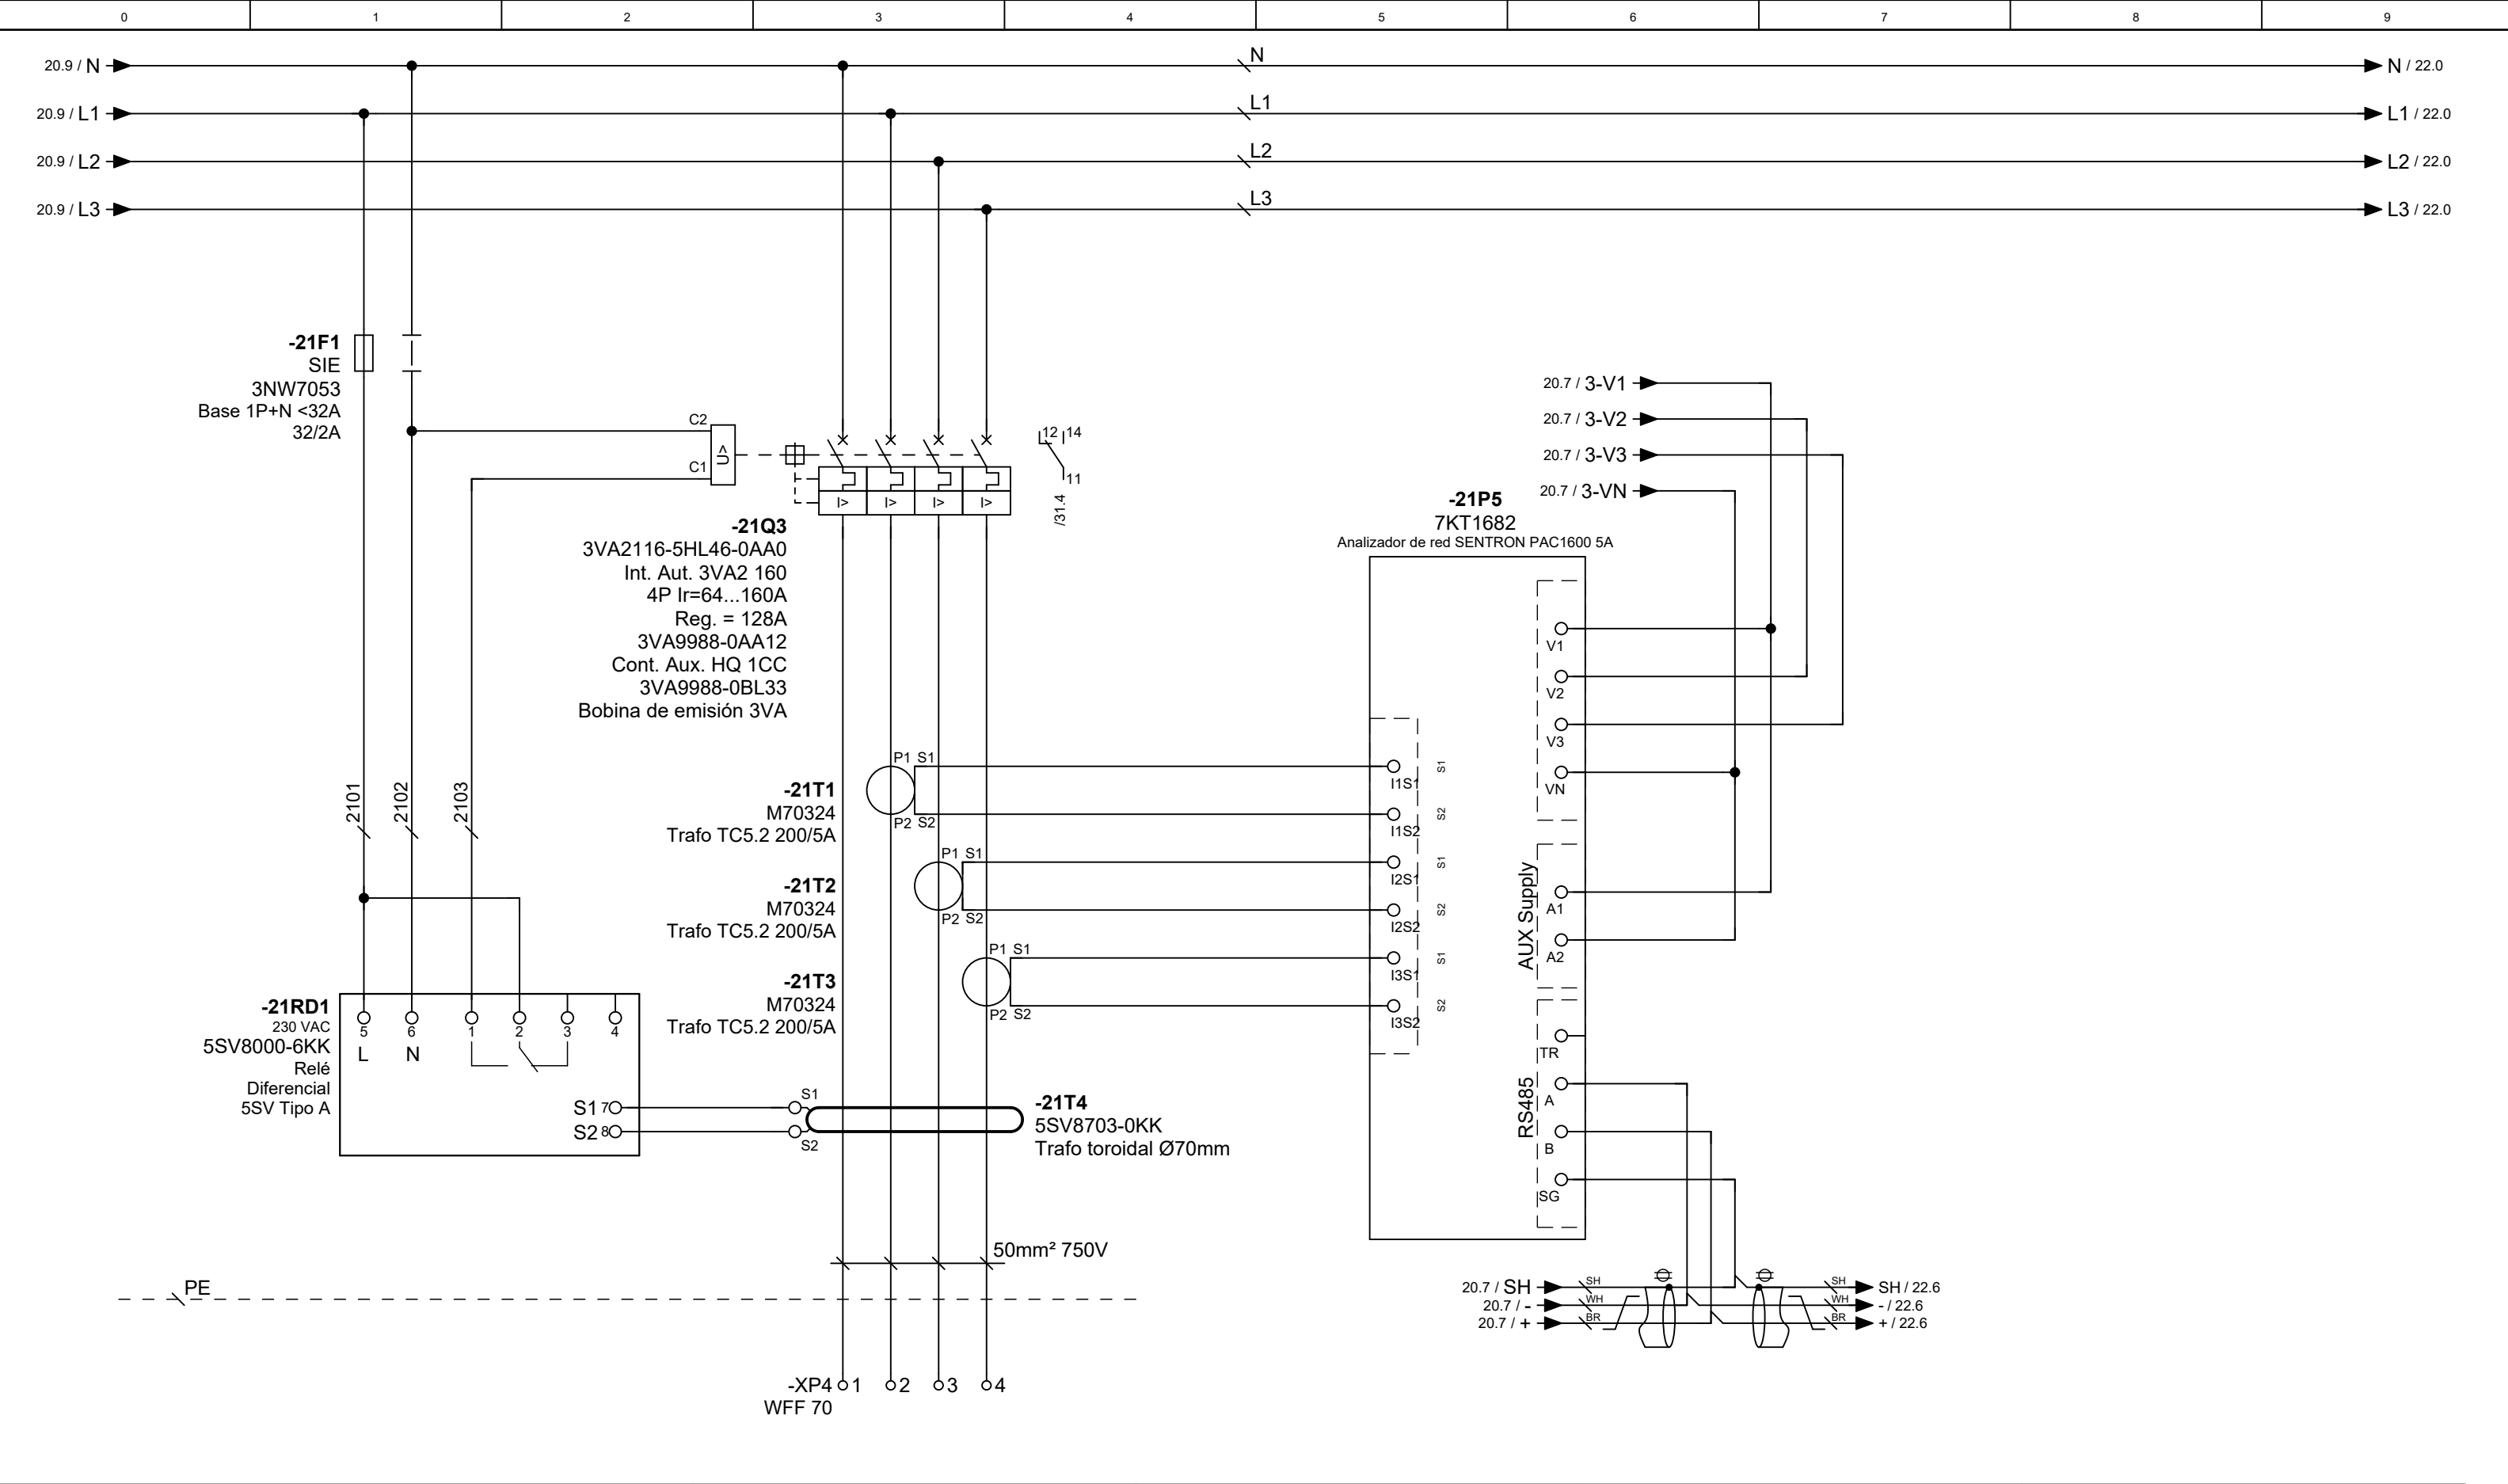 0 1 2 3 4 5 6 7 8 9
20.9 / N N N / 22.0
20.9 / L1 L1 L1 / 22.0
20.9 / L2 L2 L2 / 22.0
20.9 / L3 L3 L3 / 22.0
-21F1
SIE
3NW7053
Base 1P+N <32A
32/2A
C2
C1
U>
I> I> I> I>
12 14
11
/31.4
-21Q3
3VA2116-5HL46-0AA0
Int. Aut. 3VA2 160
4P Ir=64...160A
Reg. = 128A
3VA9988-0AA12
Cont. Aux. HQ 1CC
3VA9988-0BL33
Bobina de emisión 3VA
20.7 / 3-V1
20.7 / 3-V2
20.7 / 3-V3
20.7 / 3-VN
-21P5
7KT1682
Analizador de red SENTRON PAC1600 5A
V1
V2
V3
VN
AUX Supply
A1
A2
RS485
TR
A
B
SG
I1S1 S1
I1S2 S2
I2S1 S1
I2S2 S2
I3S1 S1
I3S2 S2
2101 2102 2103
P1 S1
P2 S2
-21T1
M70324
Trafo TC5.2 200/5A
P1 S1
P2 S2
-21T2
M70324
Trafo TC5.2 200/5A
P1 S1
P2 S2
-21T3
M70324
Trafo TC5.2 200/5A
-21RD1
230 VAC
5SV8000-6KK
Relé
Diferencial
5SV Tipo A
5 6 1 2 3 4
L N
S1 7
S2 8
S1
S2
-21T4
5SV8703-0KK
Trafo toroidal Ø70mm
50mm² 750V
PE
20.7 / SH SH SH SH / 22.6
20.7 / - WH WH - / 22.6
20.7 / + BR BR + / 22.6
-XP4 1 2 3 4
WFF 70